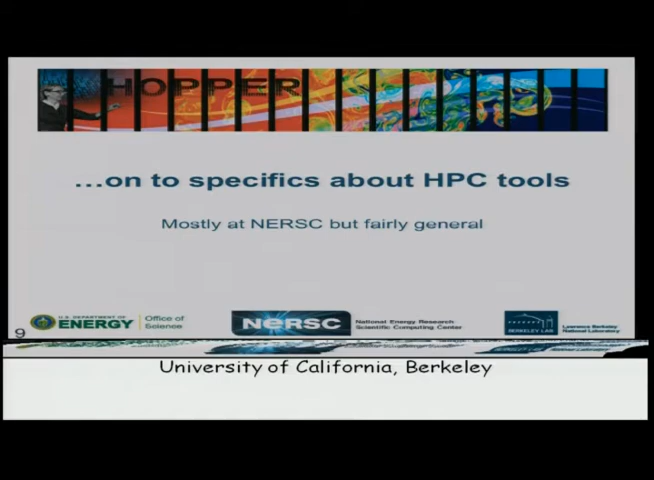 HOPPER
...on to specifics about HPC tools
Mostly at NERSC but fairly general
9
U.S. DEPARTMENT OF
ENERGY
Office of
Science
NERSC
National Energy Research
Scientific Computing Center
BERKELEY LAB
Lawrence Berkeley
National Laboratory
University of California, Berkeley